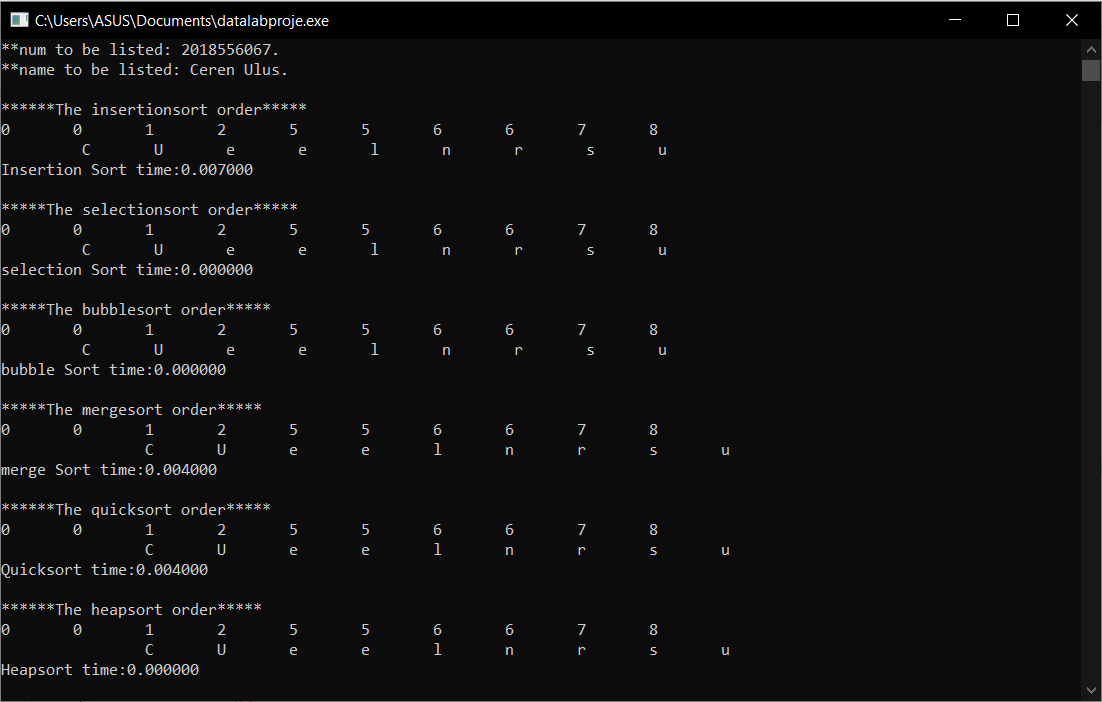 C:\Users\ASUS\Documents\datalabproje.exe
**num to be listed: 2018556067.
**name to be listed: Ceren Ulus.
******The insertionsort order*****
0 0 1 2 5 5 6 6 7 8
C U e e l n r s u
Insertion Sort time:0.007000
*****The selectionsort order*****
0 0 1 2 5 5 6 6 7 8
C U e e l n r s u
selection Sort time:0.000000
*****The bubblesort order*****
0 0 1 2 5 5 6 6 7 8
C U e e l n r s u
bubble Sort time:0.000000
*****The mergesort order*****
0 0 1 2 5 5 6 6 7 8
C U e e l n r s u
merge Sort time:0.004000
******The quicksort order*****
0 0 1 2 5 5 6 6 7 8
C U e e l n r s u
Quicksort time:0.004000
******The heapsort order*****
0 0 1 2 5 5 6 6 7 8
C U e e l n r s u
Heapsort time:0.000000